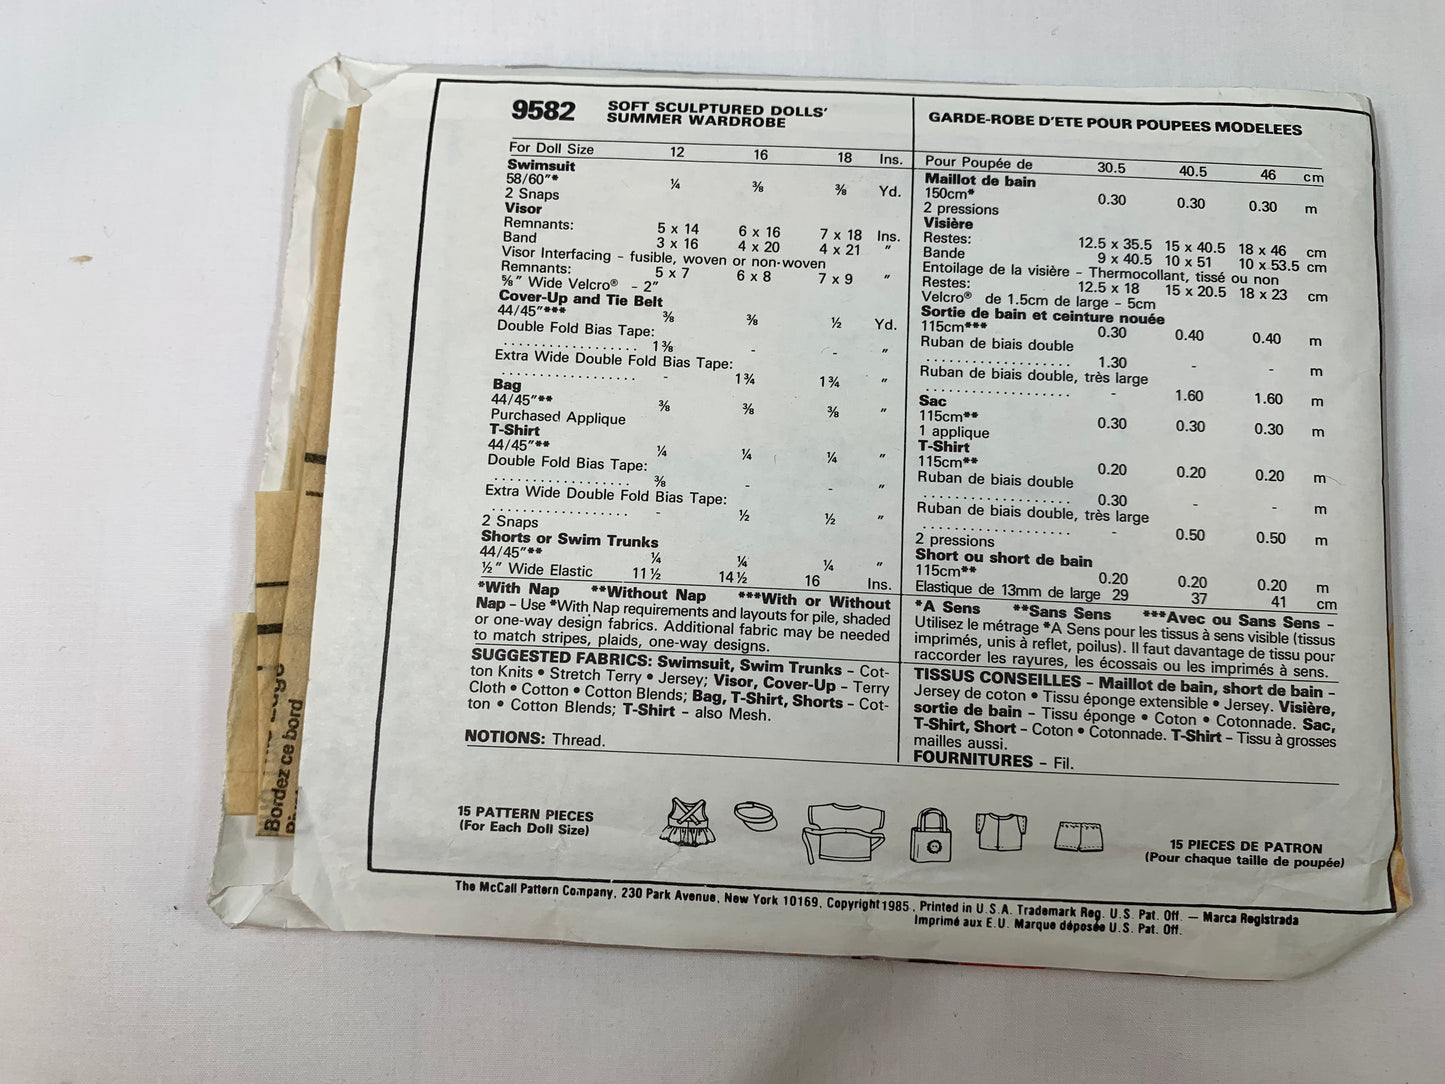 9582 SOFT SCULPTURED DOLLS'
SUMMER WARDROBE
For Doll Size 12 16 18 Ins.
Swimsuit
58/60"* ¼ ⅜ ⅜ Yd.
2 Snaps
Visor
Remnants: 5 x 14 6 x 16 7 x 18 Ins.
Band 3 x 16 4 x 20 4 x 21 "
Visor Interfacing - fusible, woven or non-woven
Remnants: 5 x 7 6 x 8 7 x 9 "
⅝" Wide Velcro® - 2"
Cover-Up and Tie Belt
44/45"*** ⅜ ⅜ ½ Yd.
Double Fold Bias Tape:
.................. 1⅜ - - "
Extra Wide Double Fold Bias Tape:
.................. - 1¾ 1¾ "
Bag
44/45"** ⅜ ⅜ ⅜ "
Purchased Applique
T-Shirt
44/45"** ¼ ¼ ¼ "
Double Fold Bias Tape:
.................. ⅜ - - "
Extra Wide Double Fold Bias Tape:
.................. - ½ ½ "
2 Snaps
Shorts or Swim Trunks
44/45"** ¼ ¼ ¼ "
½" Wide Elastic 11½ 14½ 16 Ins.
*With Nap **Without Nap ***With or Without
Nap - Use *With Nap requirements and layouts for pile, shaded
or one-way design fabrics. Additional fabric may be needed
to match stripes, plaids, one-way designs.
SUGGESTED FABRICS: Swimsuit, Swim Trunks - Cot-
ton Knits • Stretch Terry • Jersey; Visor, Cover-Up - Terry
Cloth • Cotton • Cotton Blends; Bag, T-Shirt, Shorts - Cot-
ton • Cotton Blends; T-Shirt - also Mesh.
NOTIONS: Thread.
GARDE-ROBE D'ETE POUR POUPEES MODELEES
Pour Poupée de 30.5 40.5 46 cm
Maillot de bain
150cm* 0.30 0.30 0.30 m
2 pressions
Visière
Restes: 12.5 x 35.5 15 x 40.5 18 x 46 cm
Bande 9 x 40.5 10 x 51 10 x 53.5 cm
Entoilage de la visière - Thermocollant, tissé ou non
Restes: 12.5 x 18 15 x 20.5 18 x 23 cm
Velcro® de 1.5cm de large - 5cm
Sortie de bain et ceinture nouée
115cm*** 0.30 0.40 0.40 m
Ruban de biais double
................... 1.30 - - m
Ruban de biais double, très large
................... - 1.60 1.60 m
Sac
115cm** 0.30 0.30 0.30 m
1 applique
T-Shirt
115cm** 0.20 0.20 0.20 m
Ruban de biais double
................... 0.30 - - m
Ruban de biais double, très large
................... - 0.50 0.50 m
2 pressions
Short ou short de bain
115cm** 0.20 0.20 0.20 m
Elastique de 13mm de large 29 37 41 cm
*A Sens **Sans Sens ***Avec ou Sans Sens -
Utilisez le métrage *A Sens pour les tissus à sens visible (tissus
imprimés, unis à reflet, poilus). Il faut davantage de tissu pour
raccorder les rayures, les écossais ou les imprimés à sens.
TISSUS CONSEILLES - Maillot de bain, short de bain -
Jersey de coton • Tissu éponge extensible • Jersey. Visière,
sortie de bain - Tissu éponge • Coton • Cotonnade. Sac,
T-Shirt, Short - Coton • Cotonnade. T-Shirt - Tissu à grosses
mailles aussi.
FOURNITURES - Fil.
15 PATTERN PIECES
(For Each Doll Size)
15 PIECES DE PATRON
(Pour chaque taille de poupée)
The McCall Pattern Company, 230 Park Avenue, New York 10169, Copyright 1985, Printed in U.S.A. Trademark Reg. U.S. Pat. Off. — Marca Registrada
Imprimé aux E.U. Marque déposée U.S. Pat. Off.
Bordez ce bord